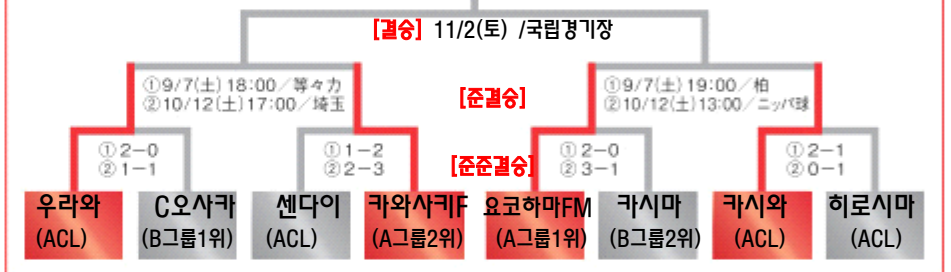 [결승] 11/2(토) /국립경기장
①9/7(土)18:00／等々力
②10/12(土)17:00／埼玉
[준결승]
①9/7(土)19:00／柏
②10/12(土)13:00／ニッパ球
①2－0
②1－1
①1－2
②2－3
[준준결승]
①2－0
②3－1
①2－1
②0－1
우라와
(ACL)
C오사카
(B그룹1위)
센다이
(ACL)
카와사키F
(A그룹2위)
요코하마FM
(A그룹1위)
카시마
(B그룹2위)
카시와
(ACL)
히로시마
(ACL)